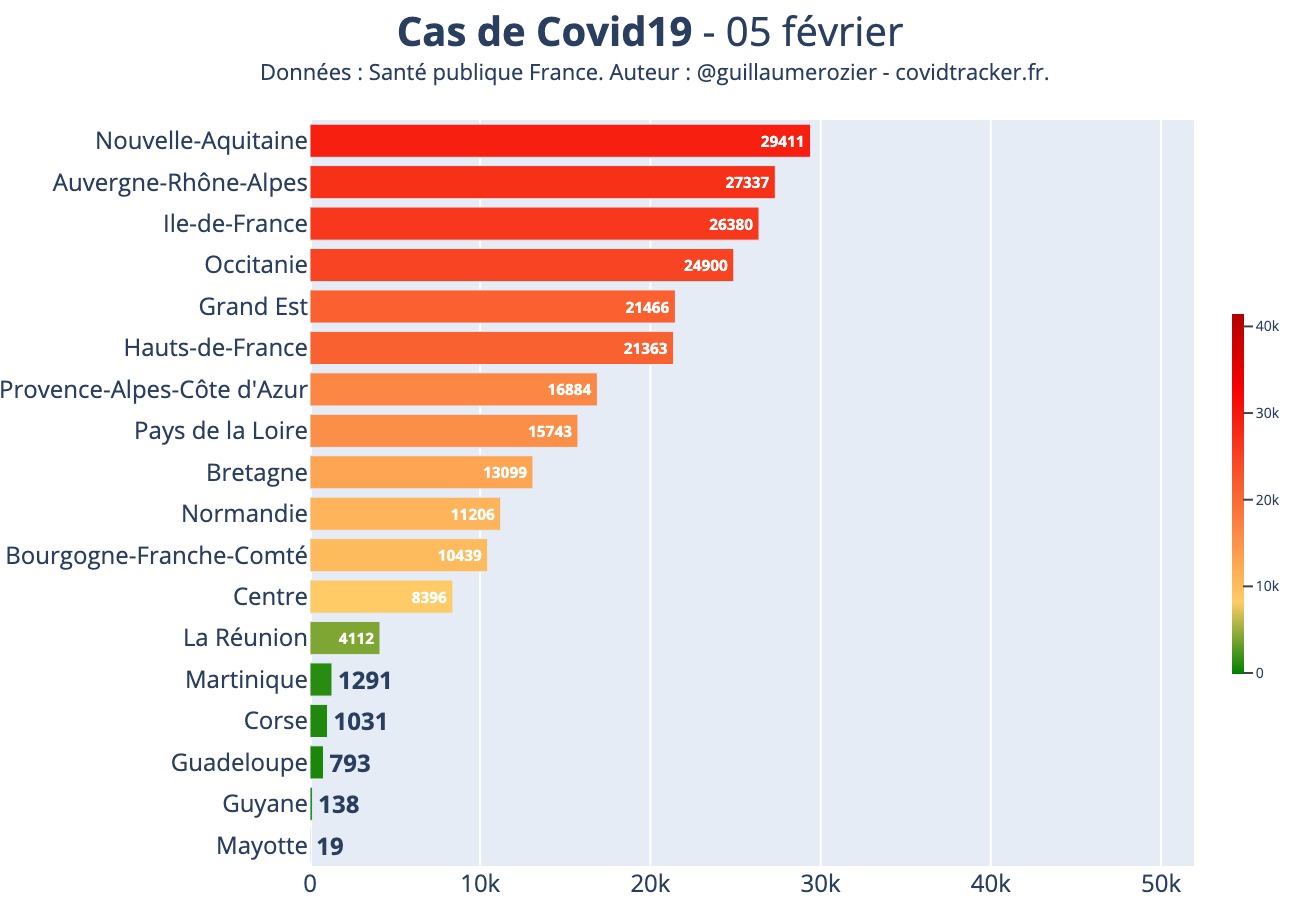 Cas de Covid19 - 05 février
Données : Santé publique France. Auteur : @guillaumerozier - covidtracker.fr.
Nouvelle-Aquitaine 29411
Auvergne-Rhône-Alpes 27337
Ile-de-France 26380
Occitanie 24900
Grand Est 21466
Hauts-de-France 21363
Provence-Alpes-Côte d'Azur 16884
Pays de la Loire 15743
Bretagne 13099
Normandie 11206
Bourgogne-Franche-Comté 10439
Centre 8396
La Réunion 4112
Martinique 1291
Corse 1031
Guadeloupe 793
Guyane 138
Mayotte 19
0 10k 20k 30k 40k 50k
40k
30k
20k
10k
0